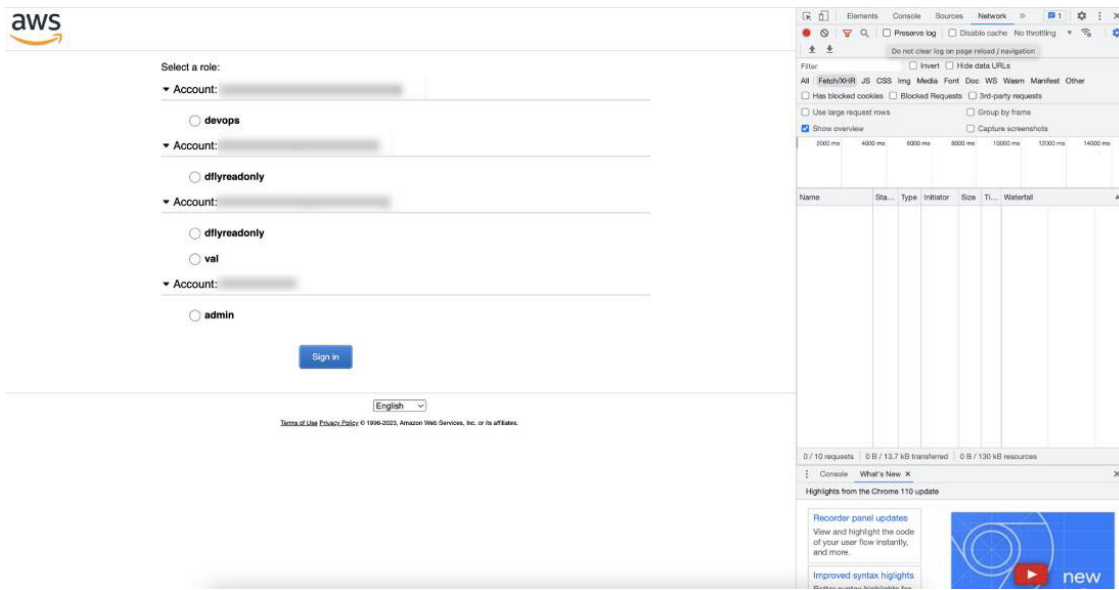 aws
Select a role:
Account:
devops
Account:
dflyreadonly
Account:
dflyreadonly
val
Account:
admin
Sign in
English
Terms of Use Privacy Policy © 1996-2023, Amazon Web Services, Inc. or its affiliates.
Elements Console Sources Network » 1
Preserve log Disable cache No throttling
Do not clear log on page reload / navigation
Filter Invert Hide data URLs
All Fetch/XHR JS CSS Img Media Font Doc WS Wasm Manifest Other
Has blocked cookies Blocked Requests 3rd-party requests
Use large request rows Group by frame
Show overview Capture screenshots
2000 ms 4000 ms 6000 ms 8000 ms 10000 ms 12000 ms 14000 ms
Name Sta... Type Initiator Size Ti... Waterfall
0 / 10 requests 0 B / 13.7 kB transferred 0 B / 130 kB resources
Console What's New ×
Highlights from the Chrome 110 update
Recorder panel updates
View and highlight the code
of your user flow instantly,
and more.
Improved syntax higlights
Better syntax highlights for
new